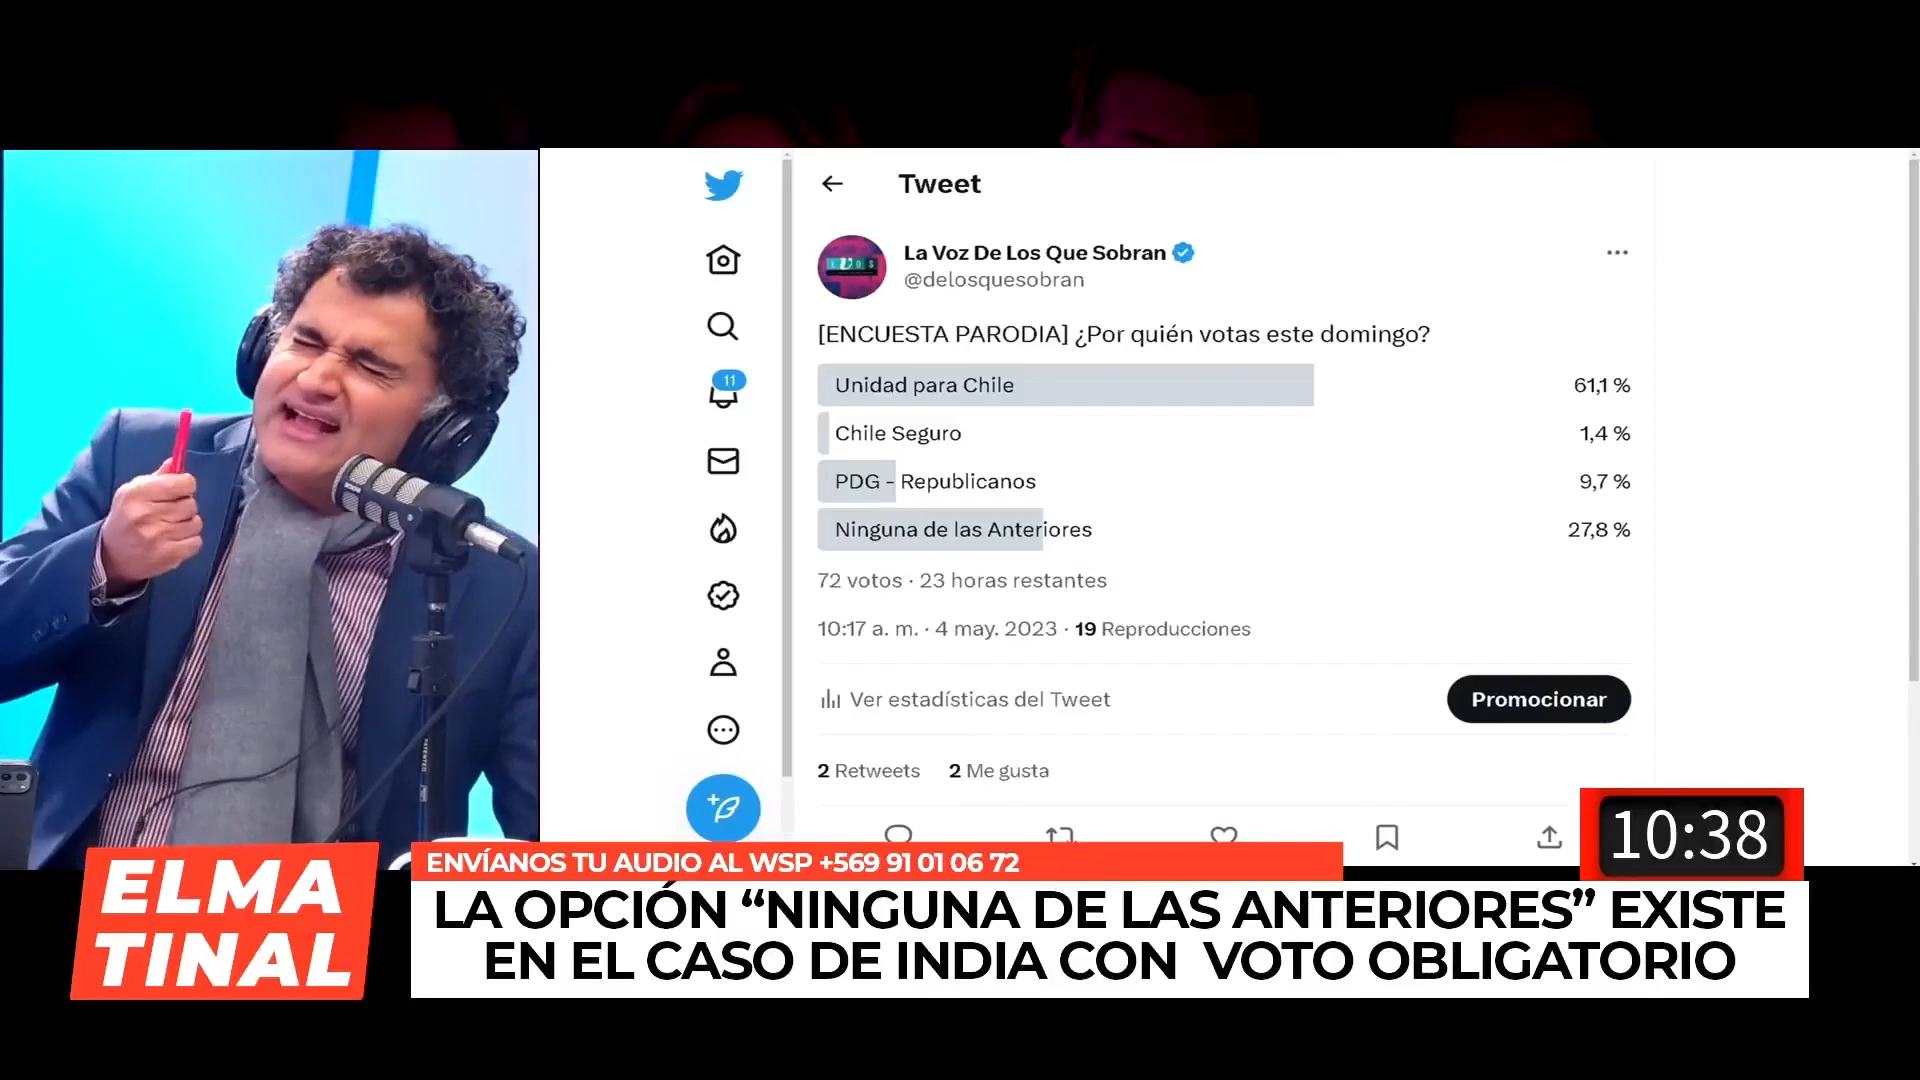 Tweet
La Voz De Los Que Sobran
@delosquesobran
[ENCUESTA PARODIA] ¿Por quién votas este domingo?
Unidad para Chile 61,1 %
Chile Seguro 1,4 %
PDG - Republicanos 9,7 %
Ninguna de las Anteriores 27,8 %
72 votos · 23 horas restantes
10:17 a. m. · 4 may. 2023 · 19 Reproducciones
Ver estadísticas del Tweet
Promocionar
2 Retweets 2 Me gusta
11
10:38
ENVÍANOS TU AUDIO AL WSP +569 91 01 06 72
ELMA
TINAL
LA OPCIÓN “NINGUNA DE LAS ANTERIORES” EXISTE
EN EL CASO DE INDIA CON VOTO OBLIGATORIO